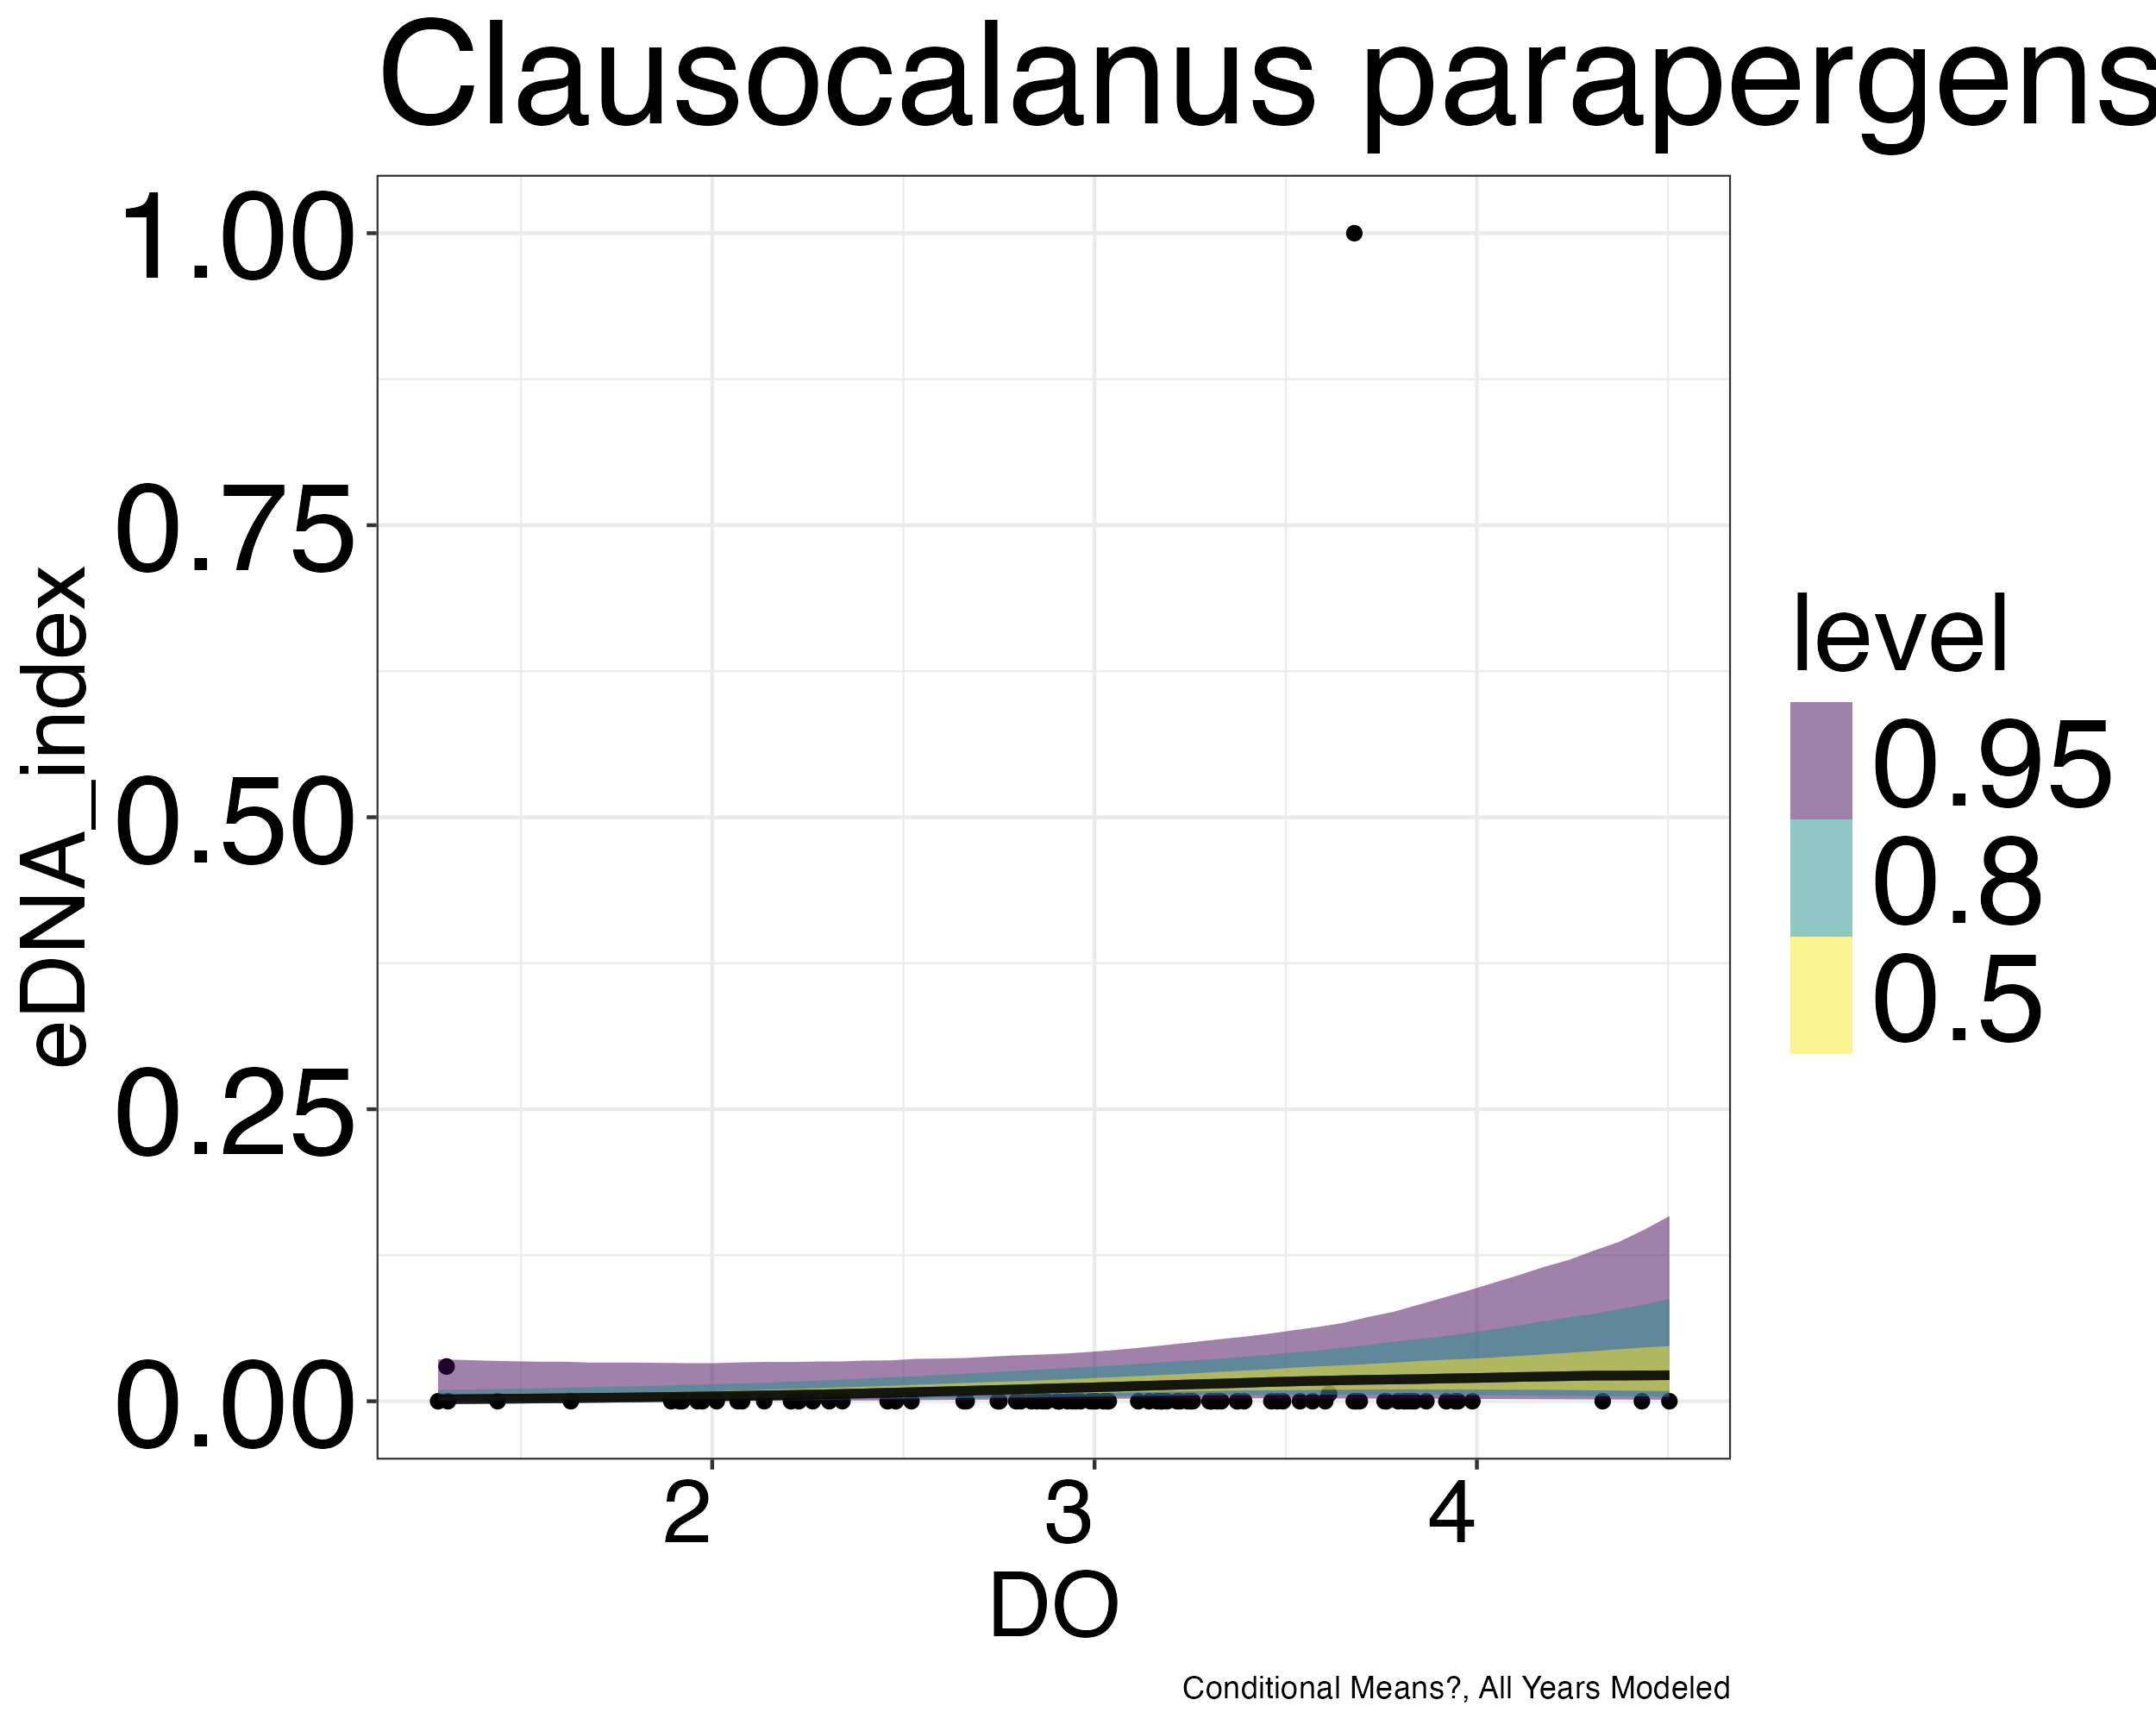 Clausocalanus parapergens
1.00
0.75
0.50
0.25
0.00
eDNA_index
2 3 4
DO
level
0.95
0.8
0.5
Conditional Means?, All Years Modeled